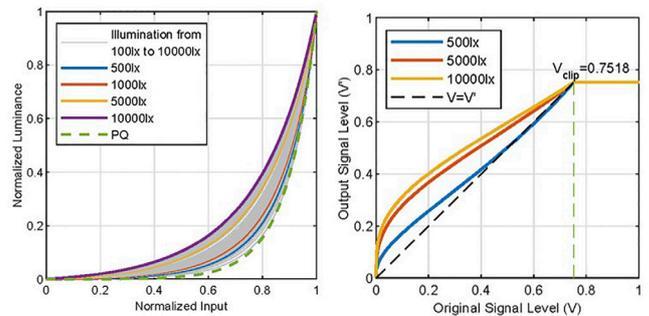 Illumination from
100lx to 10000lx
500lx
1000lx
5000lx
10000lx
PQ
Normalized Luminance
1
0.8
0.6
0.4
0.2
0
0 0.2 0.4 0.6 0.8 1
Normalized Input
500lx
5000lx
10000lx
V=V'
Vclip=0.7518
Output Signal Level (V')
1
0.8
0.6
0.4
0.2
0
0 0.2 0.4 0.6 0.8 1
Original Signal Level (V)